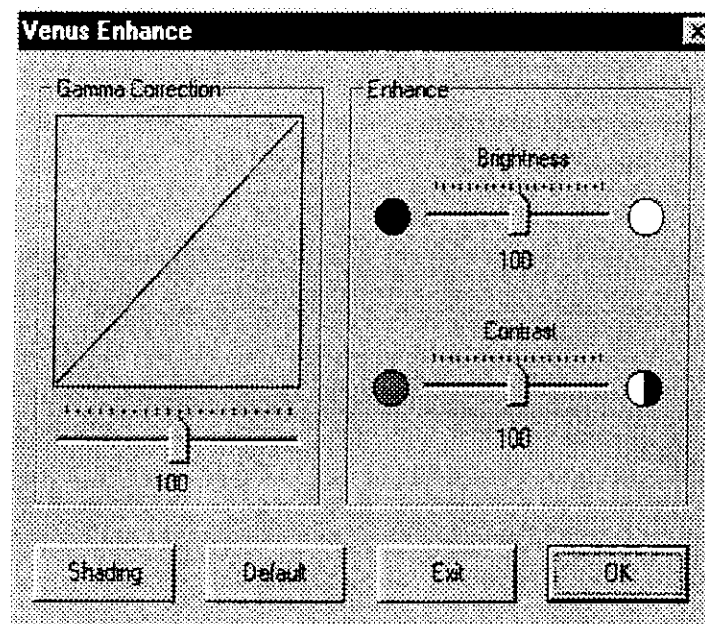 Venus Enhance
Gamma Correction
100
Enhance
Brightness
100
Contrast
100
Shading
Default
Exit
OK